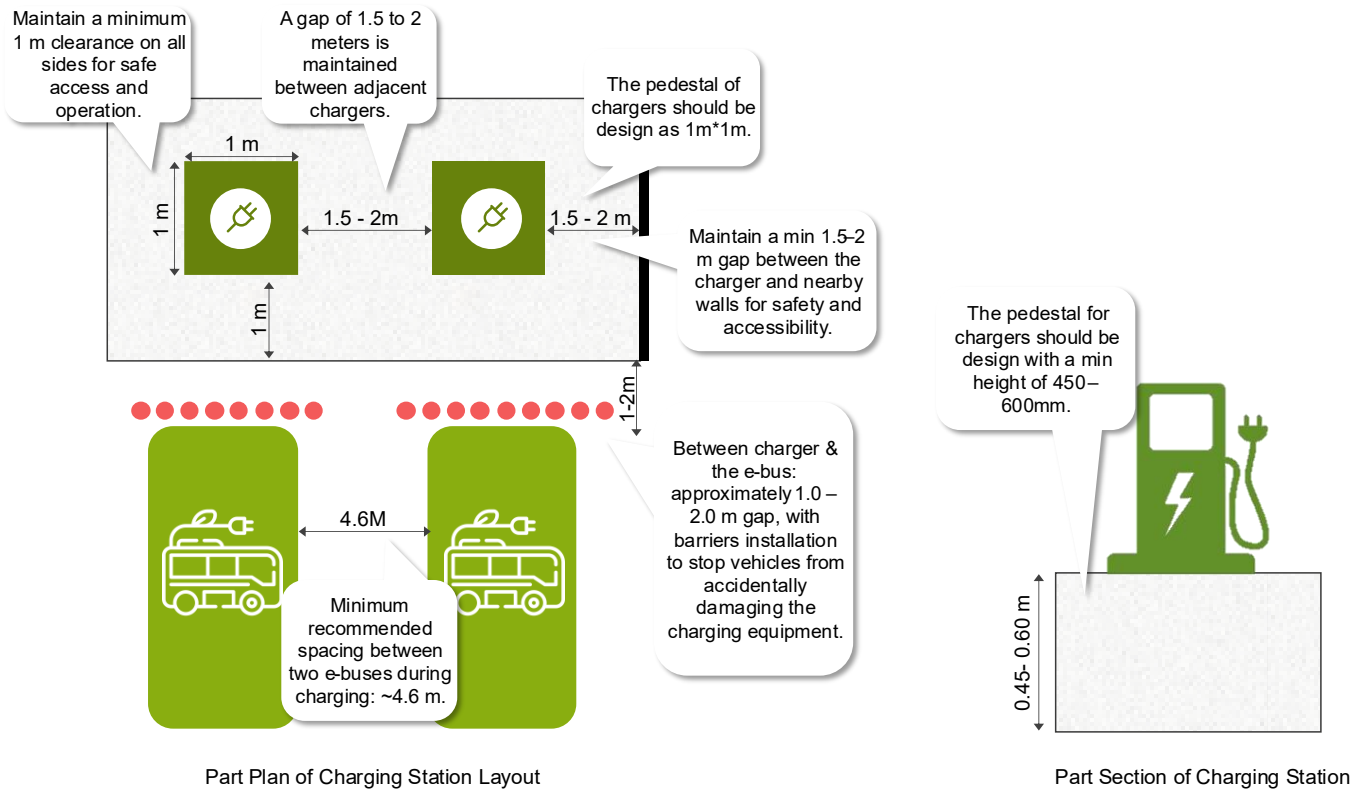 Maintain a minimum
1 m clearance on all
sides for safe
access and
operation.
A gap of 1.5 to 2
meters is
maintained
between adjacent
chargers.
The pedestal of
chargers should be
design as 1m*1m.
1 m
1 m
1.5 - 2m
1.5 - 2 m
1 m
Maintain a min 1.5–2
m gap between the
charger and nearby
walls for safety and
accessibility.
The pedestal for
chargers should be
design with a min
height of 450–
600mm.
1-2m
Between charger &
the e-bus:
approximately 1.0 –
2.0 m gap, with
barriers installation
to stop vehicles from
accidentally
damaging the
charging equipment.
4.6M
Minimum
recommended
spacing between
two e-buses during
charging: ~4.6 m.
0.45- 0.60 m
Part Plan of Charging Station Layout
Part Section of Charging Station